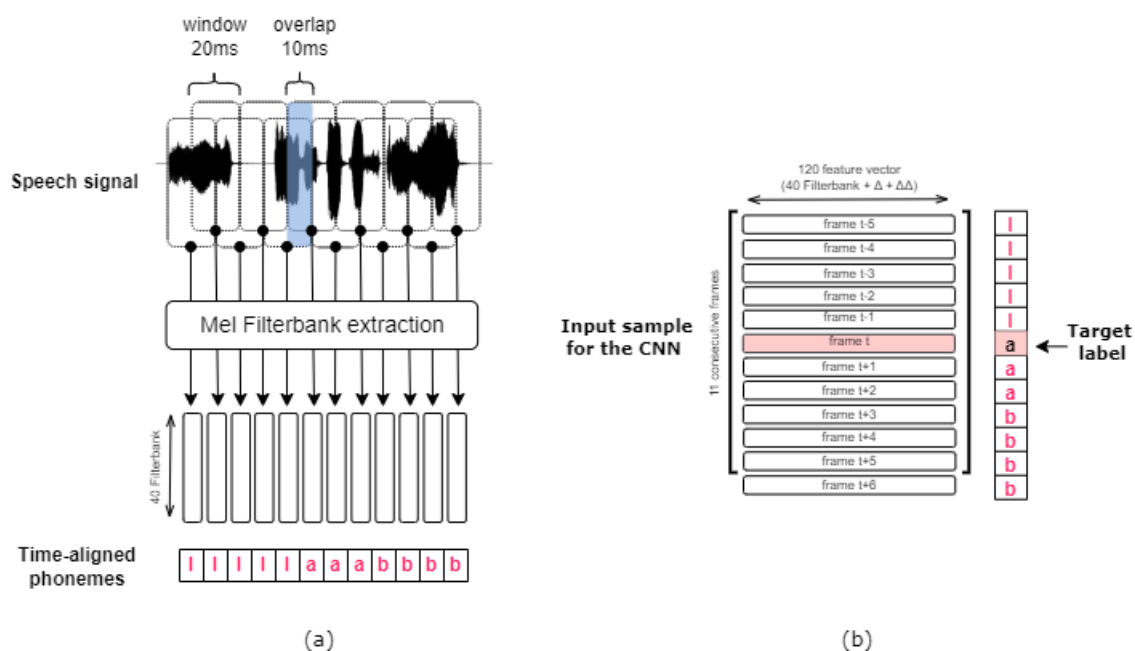 window
20ms
overlap
10ms
Speech signal
Mel Filterbank extraction
40 Filterbank
Time-aligned
phonemes
l l l l l a a a b b b b
(a)
120 feature vector
(40 Filterbank + Δ + ΔΔ)
11 consecutive frames
Input sample
for the CNN
frame t-5 l
frame t-4 l
frame t-3 l
frame t-2 l
frame t-1 l
frame t a
frame t+1 a
frame t+2 a
frame t+3 b
frame t+4 b
frame t+5 b
frame t+6 b
Target
label
(b)